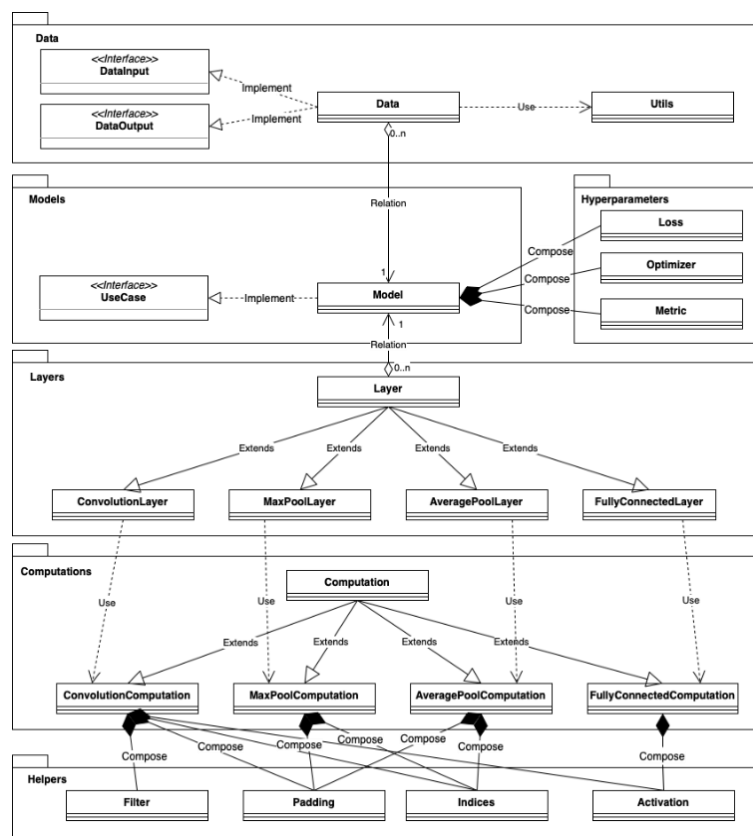 Data
<<Interface>>
DataInput
Implement
<<Interface>>
DataOutput
Implement
Data
Use
Utils
0..n
Models
Relation
Hyperparameters
Loss
Compose
Optimizer
Compose
Metric
Compose
<<Interface>>
UseCase
Implement
1
Model
1
Relation
Layers
0..n
Layer
Extends
Extends
Extends
Extends
ConvolutionLayer
MaxPoolLayer
AveragePoolLayer
FullyConnectedLayer
Computations
Computation
Use
Use
Use
Use
Extends
Extends
Extends
Extends
ConvolutionComputation
MaxPoolComputation
AveragePoolComputation
FullyConnectedComputation
Compose
Compose
Compose
Compose
Compose
Compose
Compose
Helpers
Filter
Padding
Indices
Activation